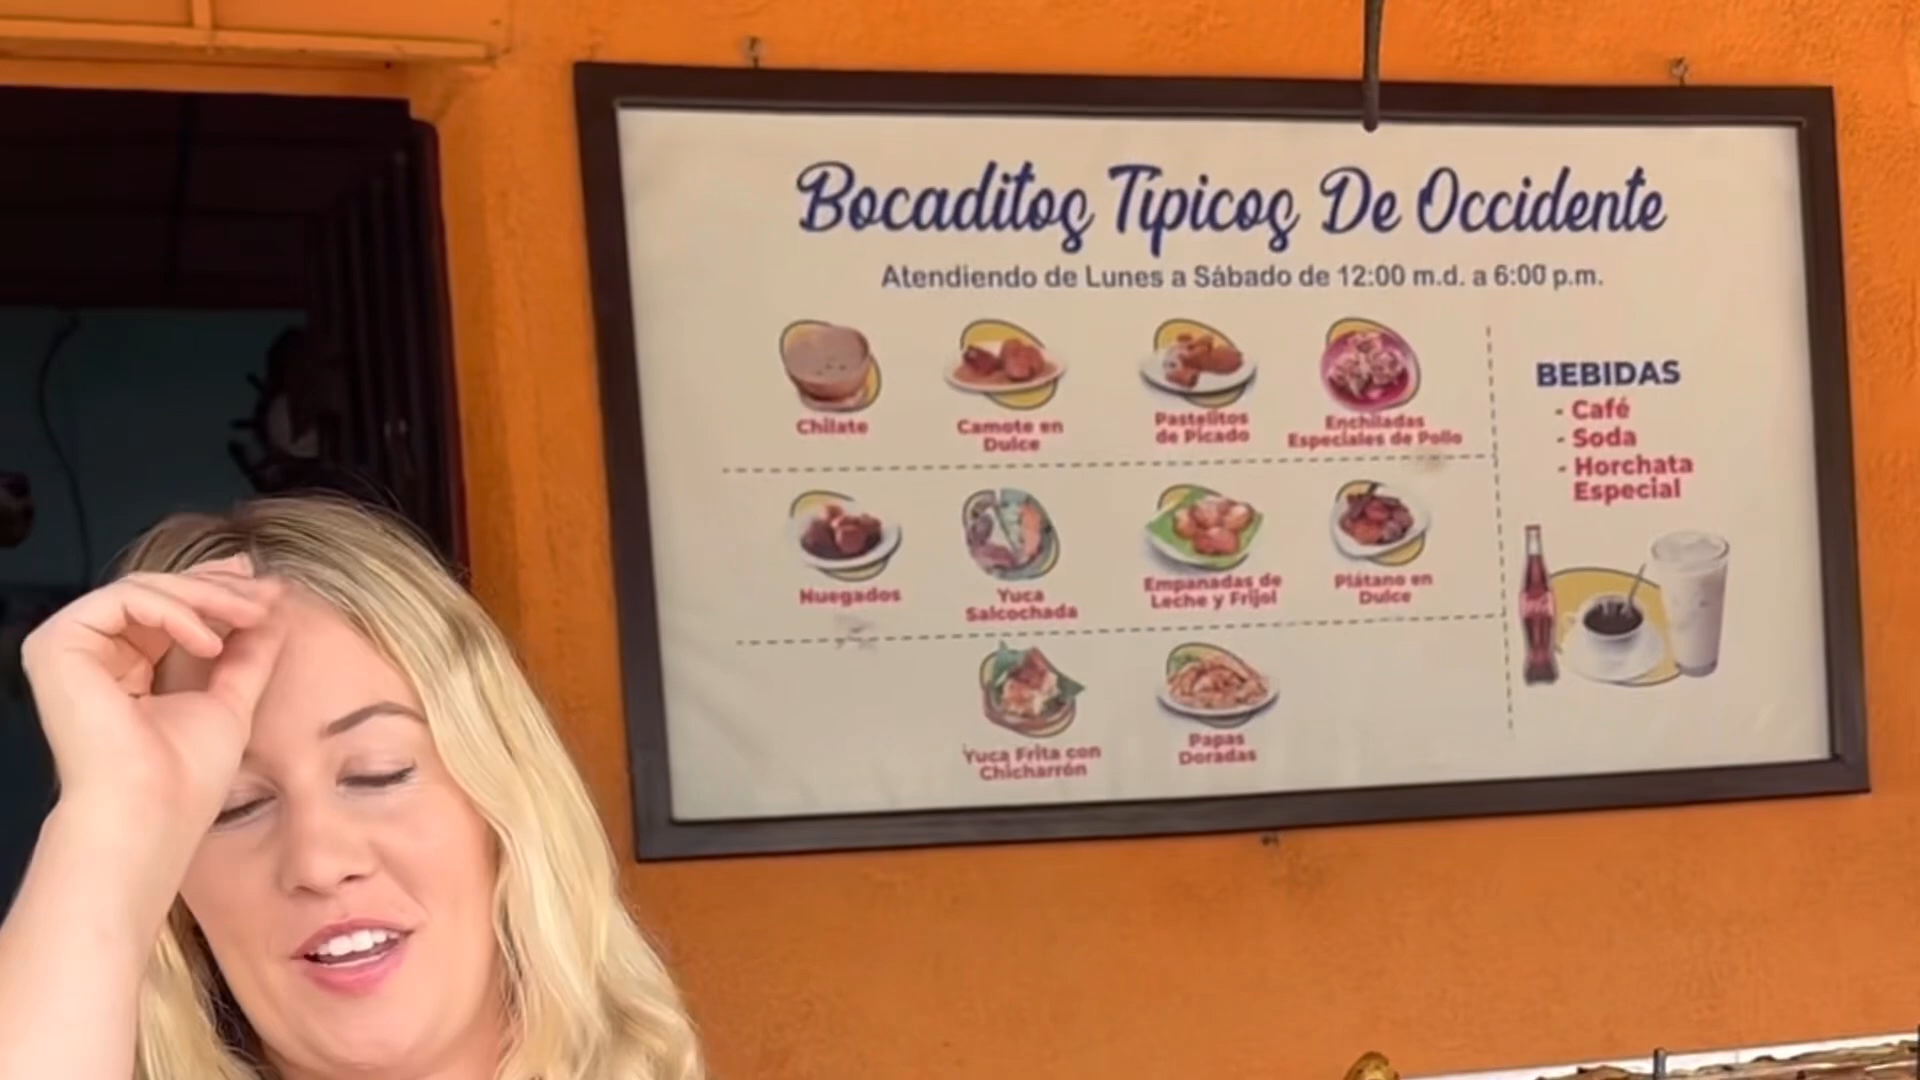 Bocaditos Típicos De Occidente
Atendiendo de Lunes a Sábado de 12:00 m.d. a 6:00 p.m.
Chilate
Camote en
Dulce
Pastelitos
de Picado
Enchiladas
Especiales de Pollo
Nuegados
Yuca
Salcochada
Empanadas de
Leche y Frijol
Plátano en
Dulce
Yuca Frita con
Chicharrón
Papas
Doradas
BEBIDAS
- Café
- Soda
- Horchata
Especial